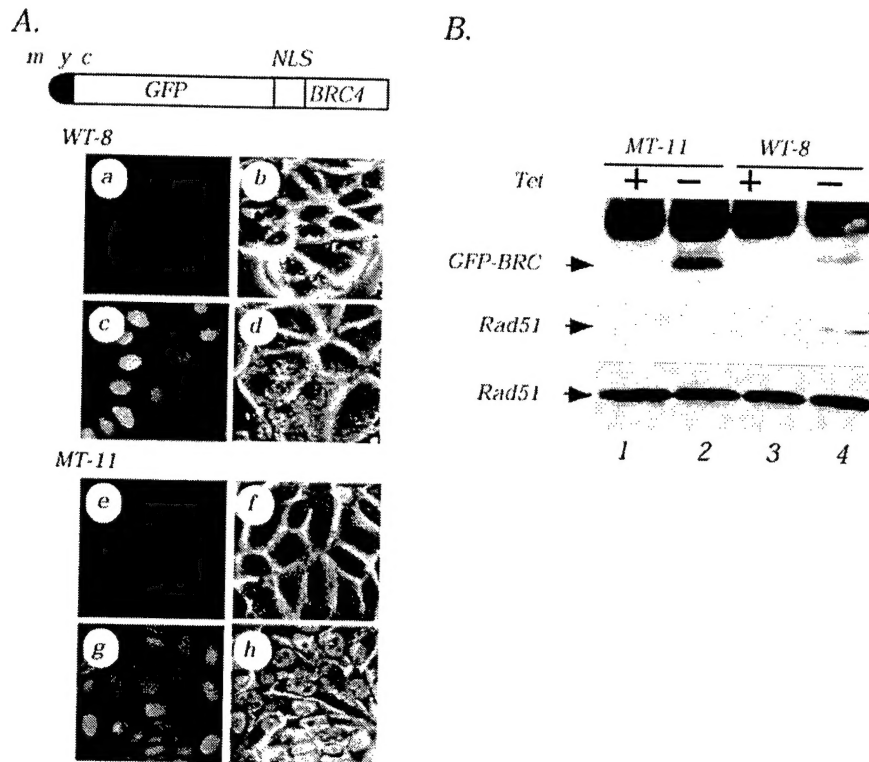 A.
m y c NLS
GFP BRC4
WT-8
a b
c d
MT-11
e f
g h
B.
MT-11 WT-8
Tet + − + −
GFP-BRC
Rad51
Rad51
1 2 3 4